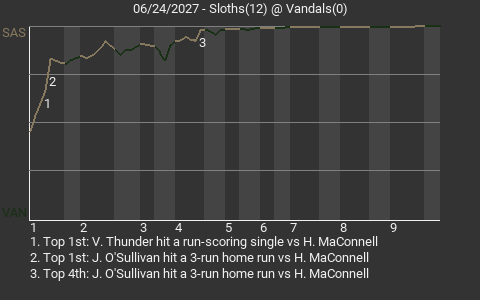 06/24/2027 - Sloths(12) @ Vandals(0)
SAS
3
2
1
VAN
1 2 3 4 5 6 7 8 9
1. Top 1st: V. Thunder hit a run-scoring single vs H. MaConnell
2. Top 1st: J. O'Sullivan hit a 3-run home run vs H. MaConnell
3. Top 4th: J. O'Sullivan hit a 3-run home run vs H. MaConnell